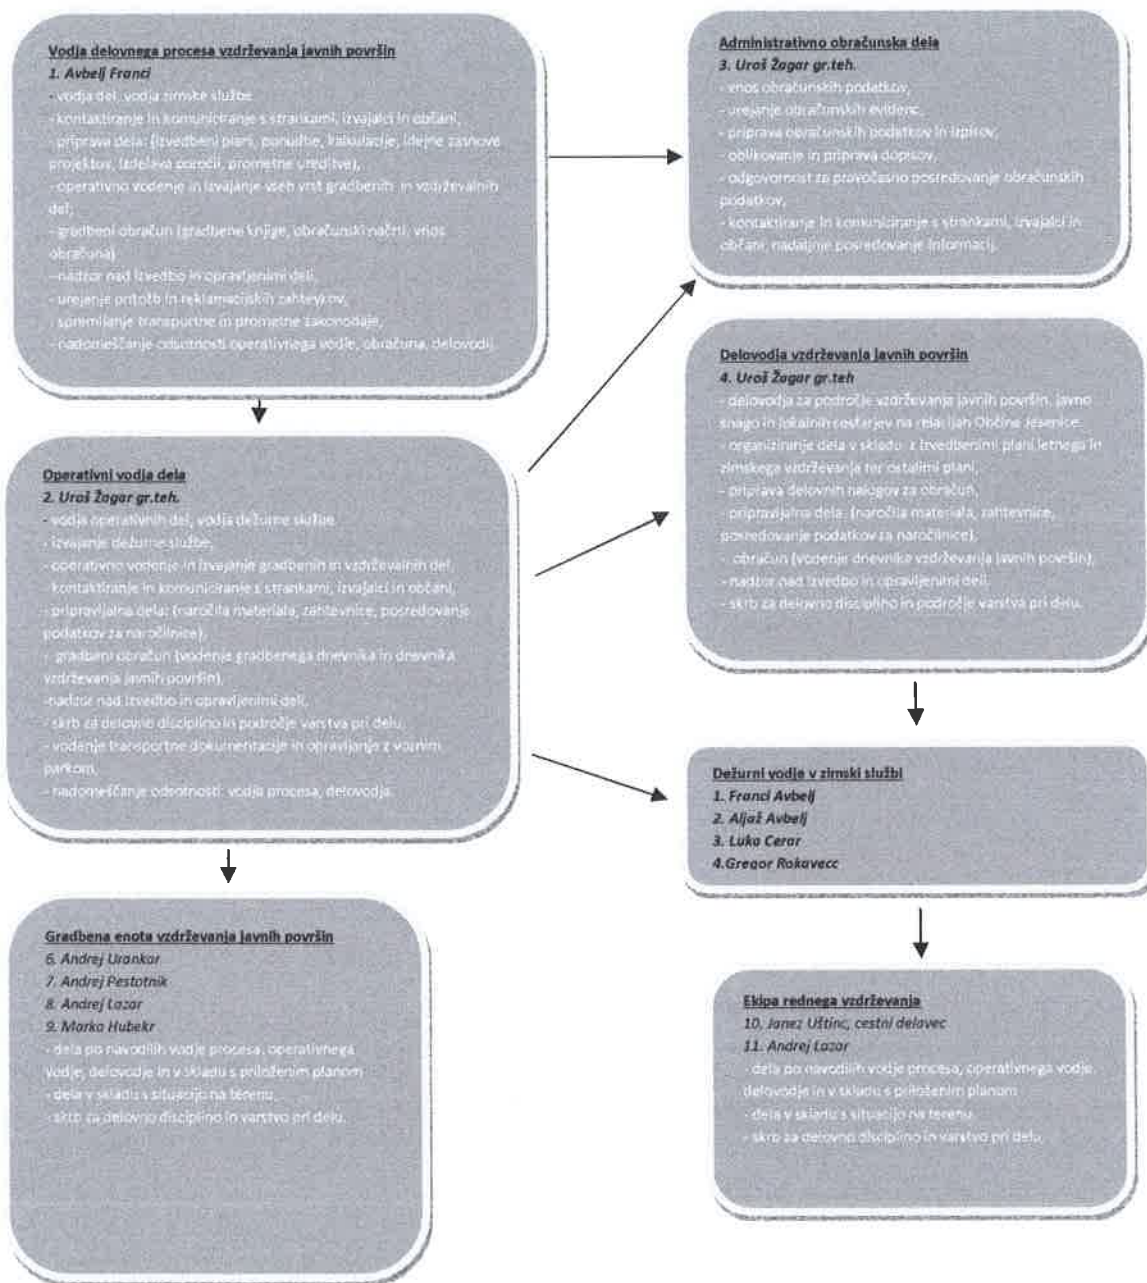 Vodja delovnega procesa vzdrževanja javnih površin
1. Avbelj Franci
- vodja del, vodja zimske službe
- kontaktiranje in komuniciranje s strankami, izvajalci in občani,
- priprava dela: (izvedbeni plani, ponudbe, kalkulacije, idejne zasnove
projektov, izdelava poročil, prometne ureditve),
- operativno vodenje in izvajanje vseh vrst gradbenih in vzdrževalnih
del,
- gradbeni obračun (gradbene knjige, obračunski načrti, vnos
obračuna)
- nadzor nad izvedbo in opravljenimi deli,
- urejanje pritožb in reklamacijskih zahtevkov,
- spremljanje transportne in prometne zakonodaje,
- nadomeščanje odsotnosti operativnega vodje, obračuna, delovodij.
Administrativno obračunska dela
3. Uroš Žagar gr.teh.
- vnos obračunskih podatkov,
- urejanje obračunskih evidenc,
- priprava obračunskih podatkov in izpisov,
- oblikovanje in priprava dopisov,
- odgovornost za pravočasno posredovanje obračunskih
podatkov,
- kontaktiranje in komuniciranje s strankami, izvajalci in
občani, nadaljnje posredovanje informacij.
Operativni vodja dela
2. Uroš Žagar gr.teh.
- vodja operativnih del, vodja dežurne službe
- izvajanje dežurne službe,
- operativno vodenje in izvajanje gradbenih in vzdrževalnih del,
kontaktiranje in komuniciranje s strankami, izvajalci in občani,
- pripravljalna dela: (naročila materiala, zahtevnice, posredovanje
podatkov za naročilnice),
- gradbeni obračun (vodenje gradbenega dnevnika in dnevnika
vzdrževanja javnih površin),
-nadzor nad izvedbo in opravljenimi deli,
- skrb za delovno disciplino in področje varstva pri delu,
- vodenje transportne dokumentacije in opravljanje z voznim
parkom,
- nadomeščanje odsotnosti: vodja procesa, delovodja.
Delovodja vzdrževanja javnih površin
4. Uroš Žagar gr.teh
- delovodja za področje vzdrževanja javnih površin, javno
snago in lokalnih cestarjev na relacijah Občine Jesenice.
- organiziranje dela v skladu z izvedbenimi plani letnega in
zimskega vzdrževanja ter ostalimi plani,
- priprava delovnih nalogov za obračun,
- pripravljalna dela: (naročila materiala, zahtevnice,
posredovanje podatkov za naročilnice),
- obračun (vodenje dnevnika vzdrževanja javnih površin),
- nadzor nad izvedbo in opravljenimi deli,
- skrb za delovno disciplino in področje varstva pri delu.
Dežurni vodje v zimski službi
1. Franci Avbelj
2. Aljaž Avbelj
3. Luka Cerar
4.Gregor Rokavecc
Gradbena enota vzdrževanja javnih površin
6. Andrej Urankar
7. Andrej Pestotnik
8. Andrej Lazar
9. Marko Hubekr
- dela po navodilih vodje procesa, operativnega
vodje, delovodje in v skladu s priloženim planom
- dela v skladu s situacijo na terenu,
- skrb za delovno disciplino in varstvo pri delu.
Ekipa rednega vzdrževanja
10. Janez Uštinc, cestni delavec
11. Andrej Lazar
- dela po navodilih vodje procesa, operativnega vodje,
delovodje in v skladu s priloženim planom
- dela v skladu s situacijo na terenu,
- skrb za delovno disciplino in varstvo pri delu.